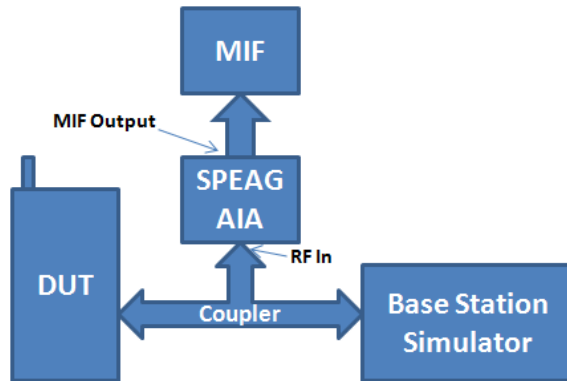 MIF
MIF Output
SPEAG
AIA
RF In
DUT
Coupler
Base Station
Simulator